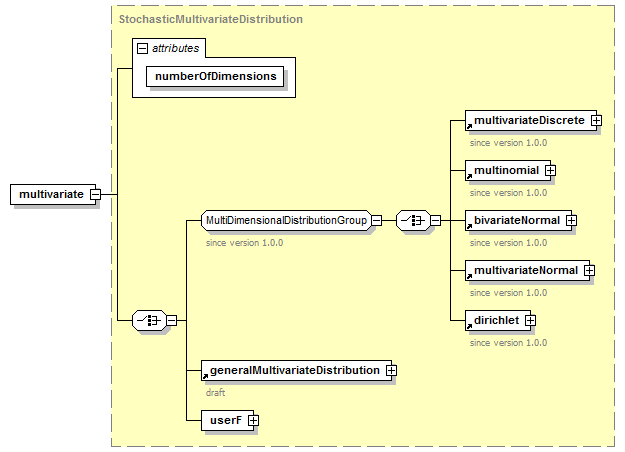 StochasticMultivariateDistribution
attributes
numberOfDimensions
multivariate
MultiDimensionalDistributionGroup
since version 1.0.0
multivariateDiscrete
since version 1.0.0
multinomial
since version 1.0.0
bivariateNormal
since version 1.0.0
multivariateNormal
since version 1.0.0
dirichlet
since version 1.0.0
generalMultivariateDistribution
draft
userF